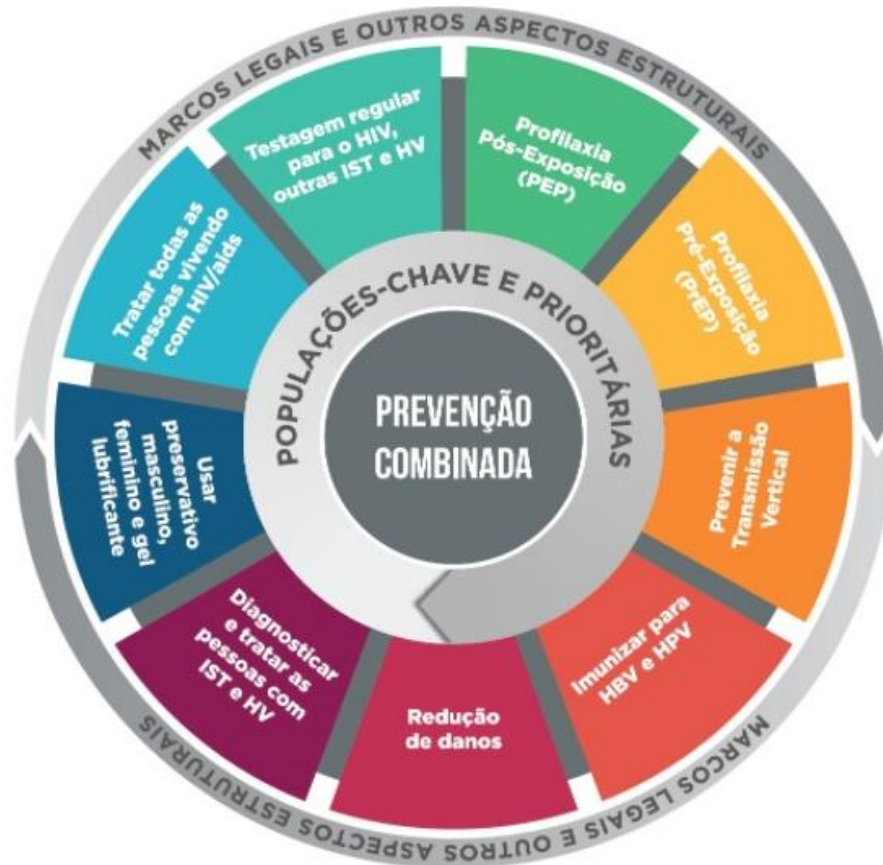 MARCOS LEGAIS E OUTROS ASPECTOS ESTRUTURAIS
Testagem regular
para o HIV,
outras IST e HV
Profilaxia
Pós-Exposição
(PEP)
Profilaxia
Pré-Exposição
(PrEP)
Prevenir a
Transmissão
Vertical
Imunizar para
HBV e HPV
Redução
de danos
Diagnosticar
e tratar as
pessoas com
IST e HV
Usar
preservativo
masculino,
feminino e gel
lubrificante
Tratar todas as
pessoas vivendo
com HIV/aids
POPULAÇÕES-CHAVE E PRIORITÁRIAS
PREVENÇÃO
COMBINADA
MARCOS LEGAIS E OUTROS ASPECTOS ESTRUTURAIS